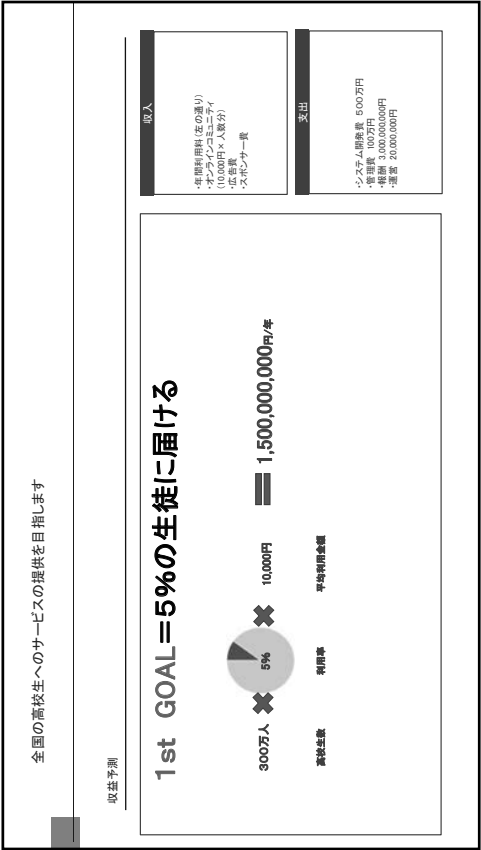 全国の高校生へのサービスの提供を目指します
収益予測
1st GOAL=5%の生徒に届ける
300万人
5%
10,000円
1,500,000,000円/年
高校生数
利用率
平均利用金額
収入
・年間利用料(左の通り)
・オンラインコミュニティ
(10,000円×人数分)
・広告費
・スポンサー費
支出
・システム開発費 500万円
・管理費 100万円
・報酬 3,000,000,000円
・運営 20,000,000円